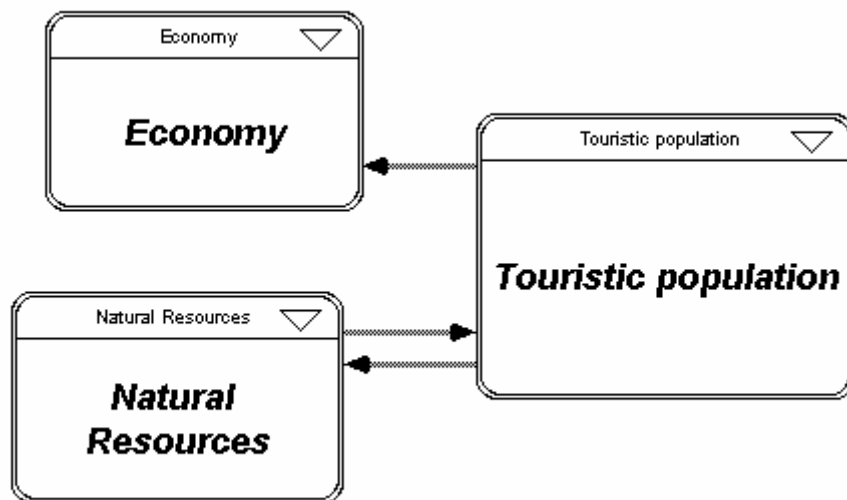 Economy
Economy
Touristic population
Touristic population
Natural Resources
Natural
Resources